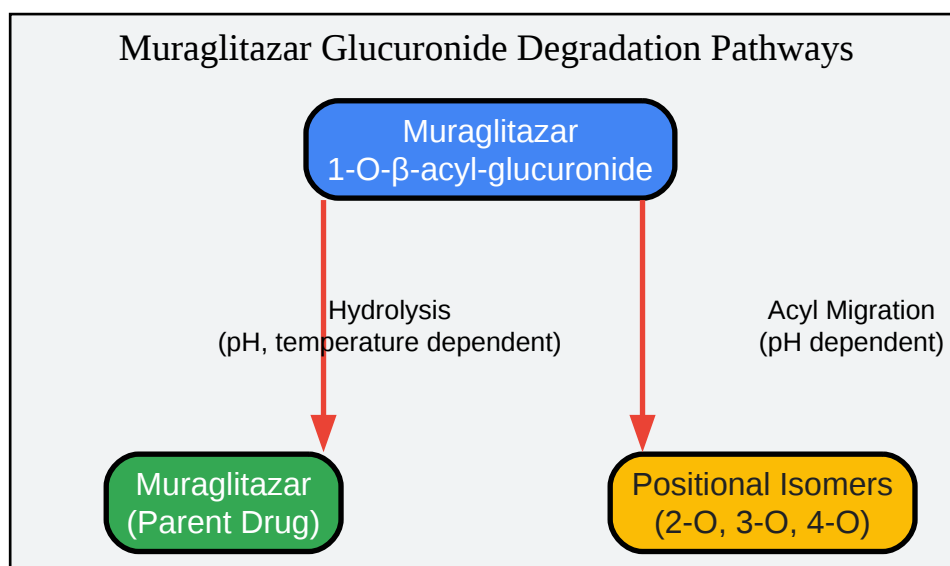 Muraglitazar Glucuronide Degradation Pathways
Muraglitazar
1-O-β-acyl-glucuronide
Hydrolysis
(pH, temperature dependent)
Acyl Migration
(pH dependent)
Muraglitazar
(Parent Drug)
Positional Isomers
(2-O, 3-O, 4-O)